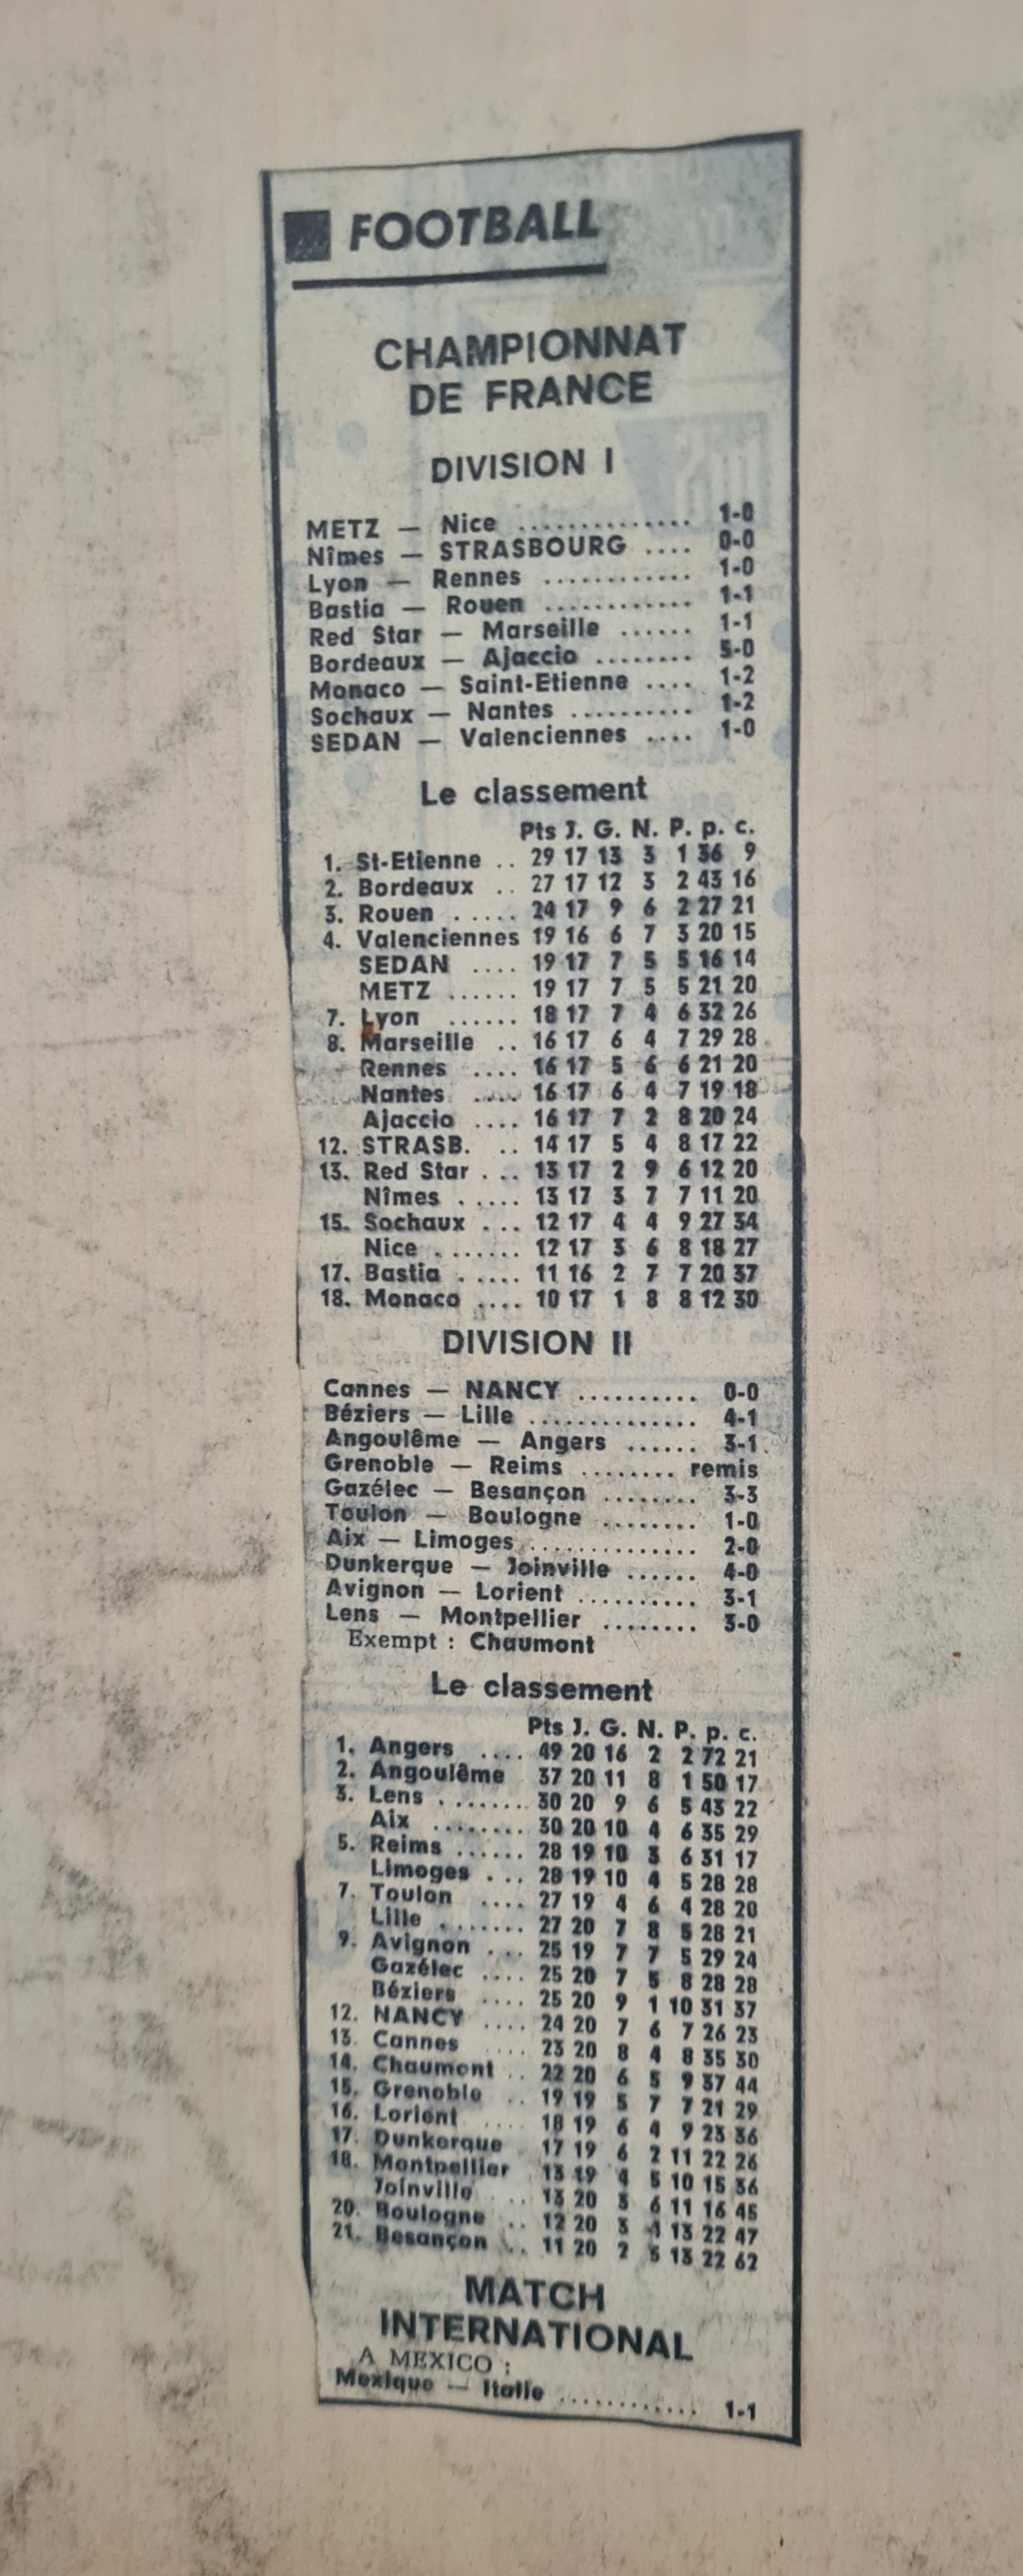 FOOTBALL
CHAMPIONNAT
DE FRANCE
DIVISION I
METZ — Nice .............. 1-0
Nîmes — STRASBOURG .... 0-0
Lyon — Rennes ............ 1-0
Bastia — Rouen ............ 1-1
Red Star — Marseille ...... 1-1
Bordeaux — Ajaccio ........ 5-0
Monaco — Saint-Etienne .... 1-2
Sochaux — Nantes .......... 1-2
SEDAN — Valenciennes .... 1-0
Le classement
Pts J. G. N. P. p. c.
1. St-Etienne .. 29 17 13 3 1 36 9
2. Bordeaux .. 27 17 12 3 2 43 16
3. Rouen ..... 24 17 9 6 2 27 21
4. Valenciennes 19 16 6 7 3 20 15
SEDAN .... 19 17 7 5 5 16 14
METZ ...... 19 17 7 5 5 21 20
7. Lyon ...... 18 17 7 4 6 32 26
8. Marseille .. 16 17 6 4 7 29 28
Rennes .... 16 17 5 6 6 21 20
Nantes .... 16 17 6 4 7 19 18
Ajaccio .... 16 17 7 2 8 20 24
12. STRASB. .. 14 17 5 4 8 17 22
13. Red Star ... 13 17 2 9 6 12 20
Nîmes ..... 13 17 3 7 7 11 20
15. Sochaux ... 12 17 4 4 9 27 34
Nice ....... 12 17 3 6 8 18 27
17. Bastia ..... 11 16 2 7 7 20 37
18. Monaco .... 10 17 1 8 8 12 30
DIVISION II
Cannes — NANCY .......... 0-0
Béziers — Lille .............. 4-1
Angoulême — Angers ...... 3-1
Grenoble — Reims ........ remis
Gazélec — Besançon ........ 3-3
Toulon — Boulogne ........ 1-0
Aix — Limoges .............. 2-0
Dunkerque — Joinville ...... 4-0
Avignon — Lorient .......... 3-1
Lens — Montpellier ........ 3-0
Exempt : Chaumont
Le classement
Pts J. G. N. P. p. c.
1. Angers .... 49 20 16 2 2 72 21
2. Angoulême 37 20 11 8 1 50 17
3. Lens ........ 30 20 9 6 5 43 22
Aix ........ 30 20 10 4 6 35 29
5. Reims ...... 28 19 10 3 6 31 17
Limoges ... 28 19 10 4 5 28 28
7. Toulon .... 27 19 4 6 4 28 20
Lille ....... 27 20 7 8 5 28 21
9. Avignon ... 25 19 7 7 5 29 24
Gazélec .... 25 20 7 5 8 28 28
Béziers .... 25 20 9 1 10 31 37
12. NANCY .... 24 20 7 6 7 26 23
13. Cannes .... 23 20 8 4 8 35 30
14. Chaumont .. 22 20 6 5 9 37 44
15. Grenoble .. 19 19 5 7 7 21 29
16. Lorient .... 18 19 6 4 9 23 36
17. Dunkerque 17 19 6 2 11 22 26
18. Montpellier 13 19 4 5 10 15 36
Joinville .. 13 20 3 6 11 16 45
20. Boulogne .. 12 20 3 4 13 22 47
21. Besançon .. 11 20 2 5 13 22 62
MATCH
INTERNATIONAL
A MEXICO :
Mexique — Italie ............ 1-1